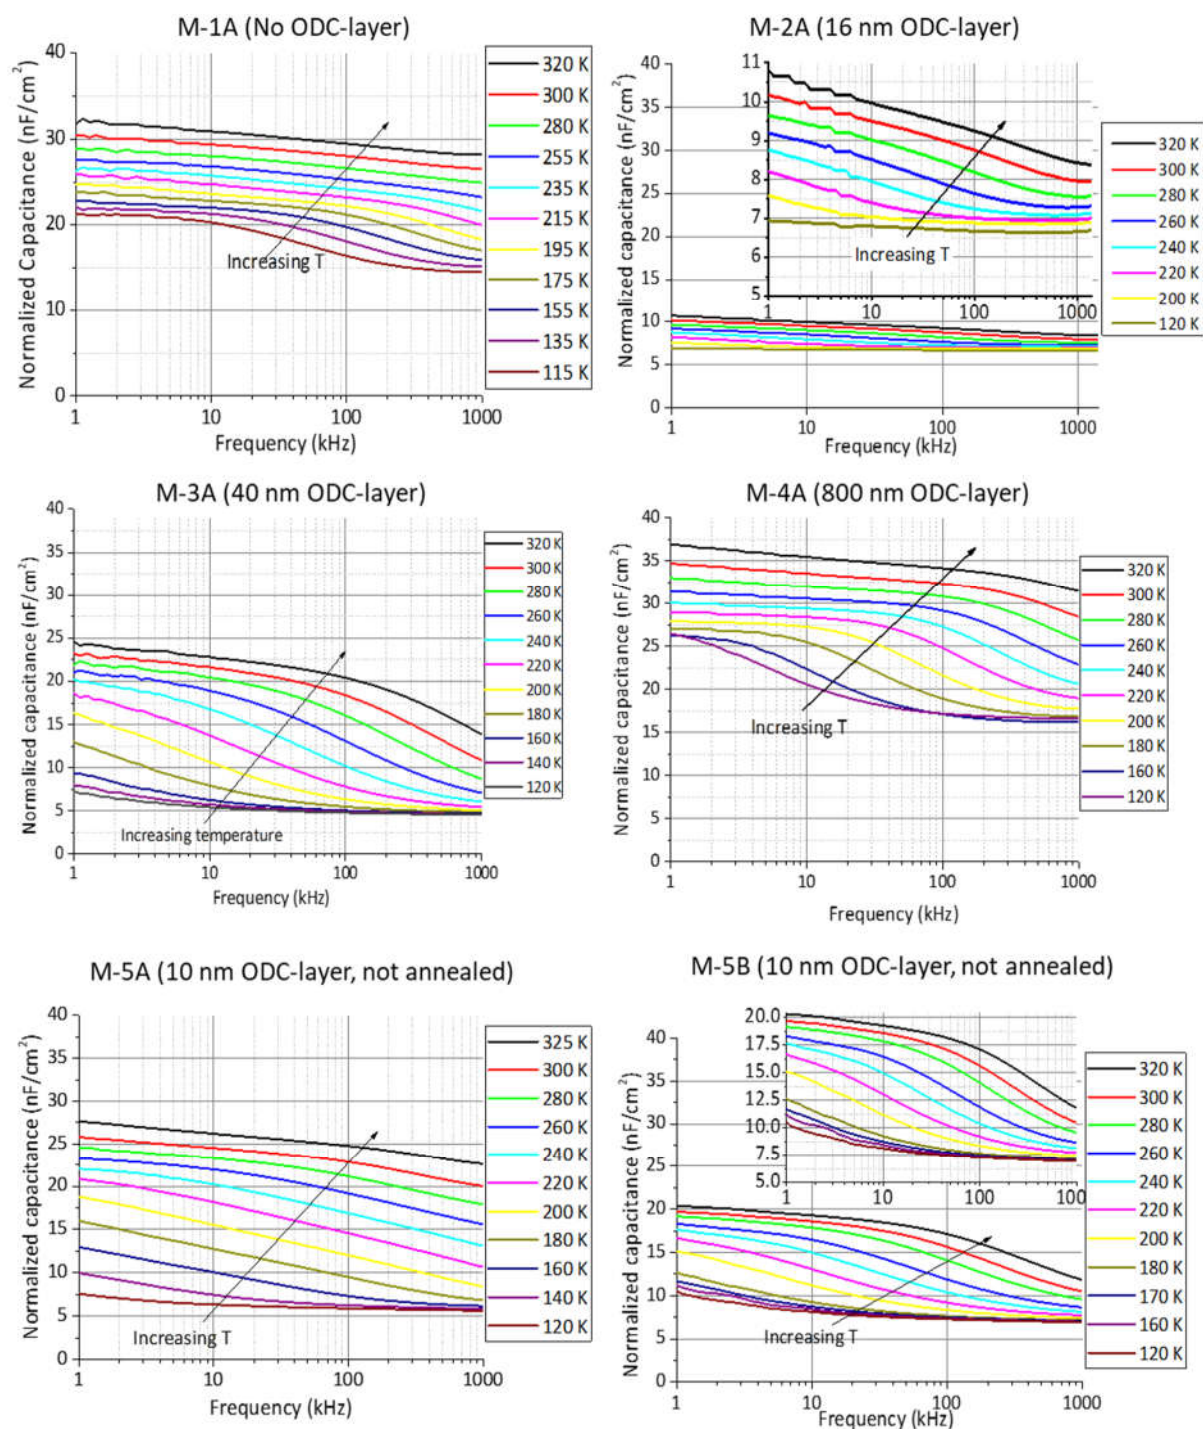 M-1A (No ODC-layer)
Normalized Capacitance (nF/cm²)
40
30
20
10
0
1
10
100
1000
Frequency (kHz)
Increasing T
320 K
300 K
280 K
255 K
235 K
215 K
195 K
175 K
155 K
135 K
115 K
M-2A (16 nm ODC-layer)
Normalized capacitance (nF/cm²)
40
35
30
25
20
15
10
5
0
11
10
9
8
7
6
5
1
10
100
1000
Increasing T
1
10
100
1000
Frequency (kHz)
320 K
300 K
280 K
260 K
240 K
220 K
200 K
120 K
M-3A (40 nm ODC-layer)
Normalized capacitance (nF/cm²)
40
35
30
25
20
15
10
5
0
1
10
100
1000
Frequency (kHz)
Increasing temperature
320 K
300 K
280 K
260 K
240 K
220 K
200 K
180 K
160 K
140 K
120 K
M-4A (800 nm ODC-layer)
Normalized capacitance (nF/cm²)
40
35
30
25
20
15
10
5
0
1
10
100
1000
Frequency (kHz)
Increasing T
320 K
300 K
280 K
260 K
240 K
220 K
200 K
180 K
160 K
120 K
M-5A (10 nm ODC-layer, not annealed)
Normalized capacitance (nF/cm²)
40
35
30
25
20
15
10
5
0
1
10
100
1000
Frequency (kHz)
Increasing T
325 K
300 K
280 K
260 K
240 K
220 K
200 K
180 K
160 K
140 K
120 K
M-5B (10 nm ODC-layer, not annealed)
Normalized capacitance (nF/cm²)
40
35
30
25
20
15
10
5
0
20.0
17.5
15.0
12.5
10.0
7.5
5.0
1
10
100
100
Increasing T
1
10
100
1000
Frequency (kHz)
320 K
300 K
280 K
260 K
240 K
220 K
200 K
180 K
170 K
160 K
120 K